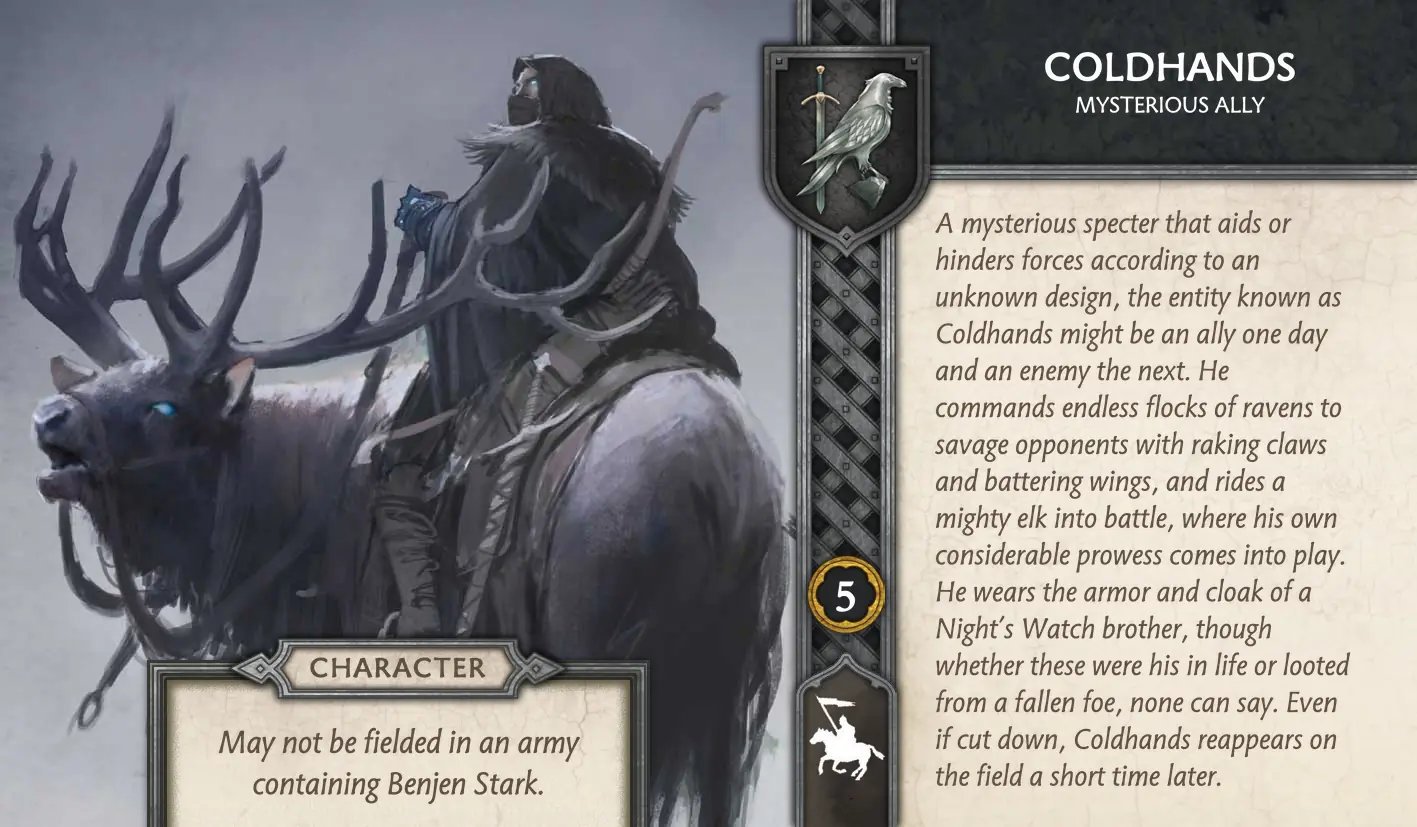 COLDHANDS
MYSTERIOUS ALLY
A mysterious specter that aids or
hinders forces according to an
unknown design, the entity known as
Coldhands might be an ally one day
and an enemy the next. He
commands endless flocks of ravens to
savage opponents with raking claws
and battering wings, and rides a
mighty elk into battle, where his own
considerable prowess comes into play.
He wears the armor and cloak of a
Night's Watch brother, though
whether these were his in life or looted
from a fallen foe, none can say. Even
if cut down, Coldhands reappears on
the field a short time later.
5
CHARACTER
May not be fielded in an army
containing Benjen Stark.